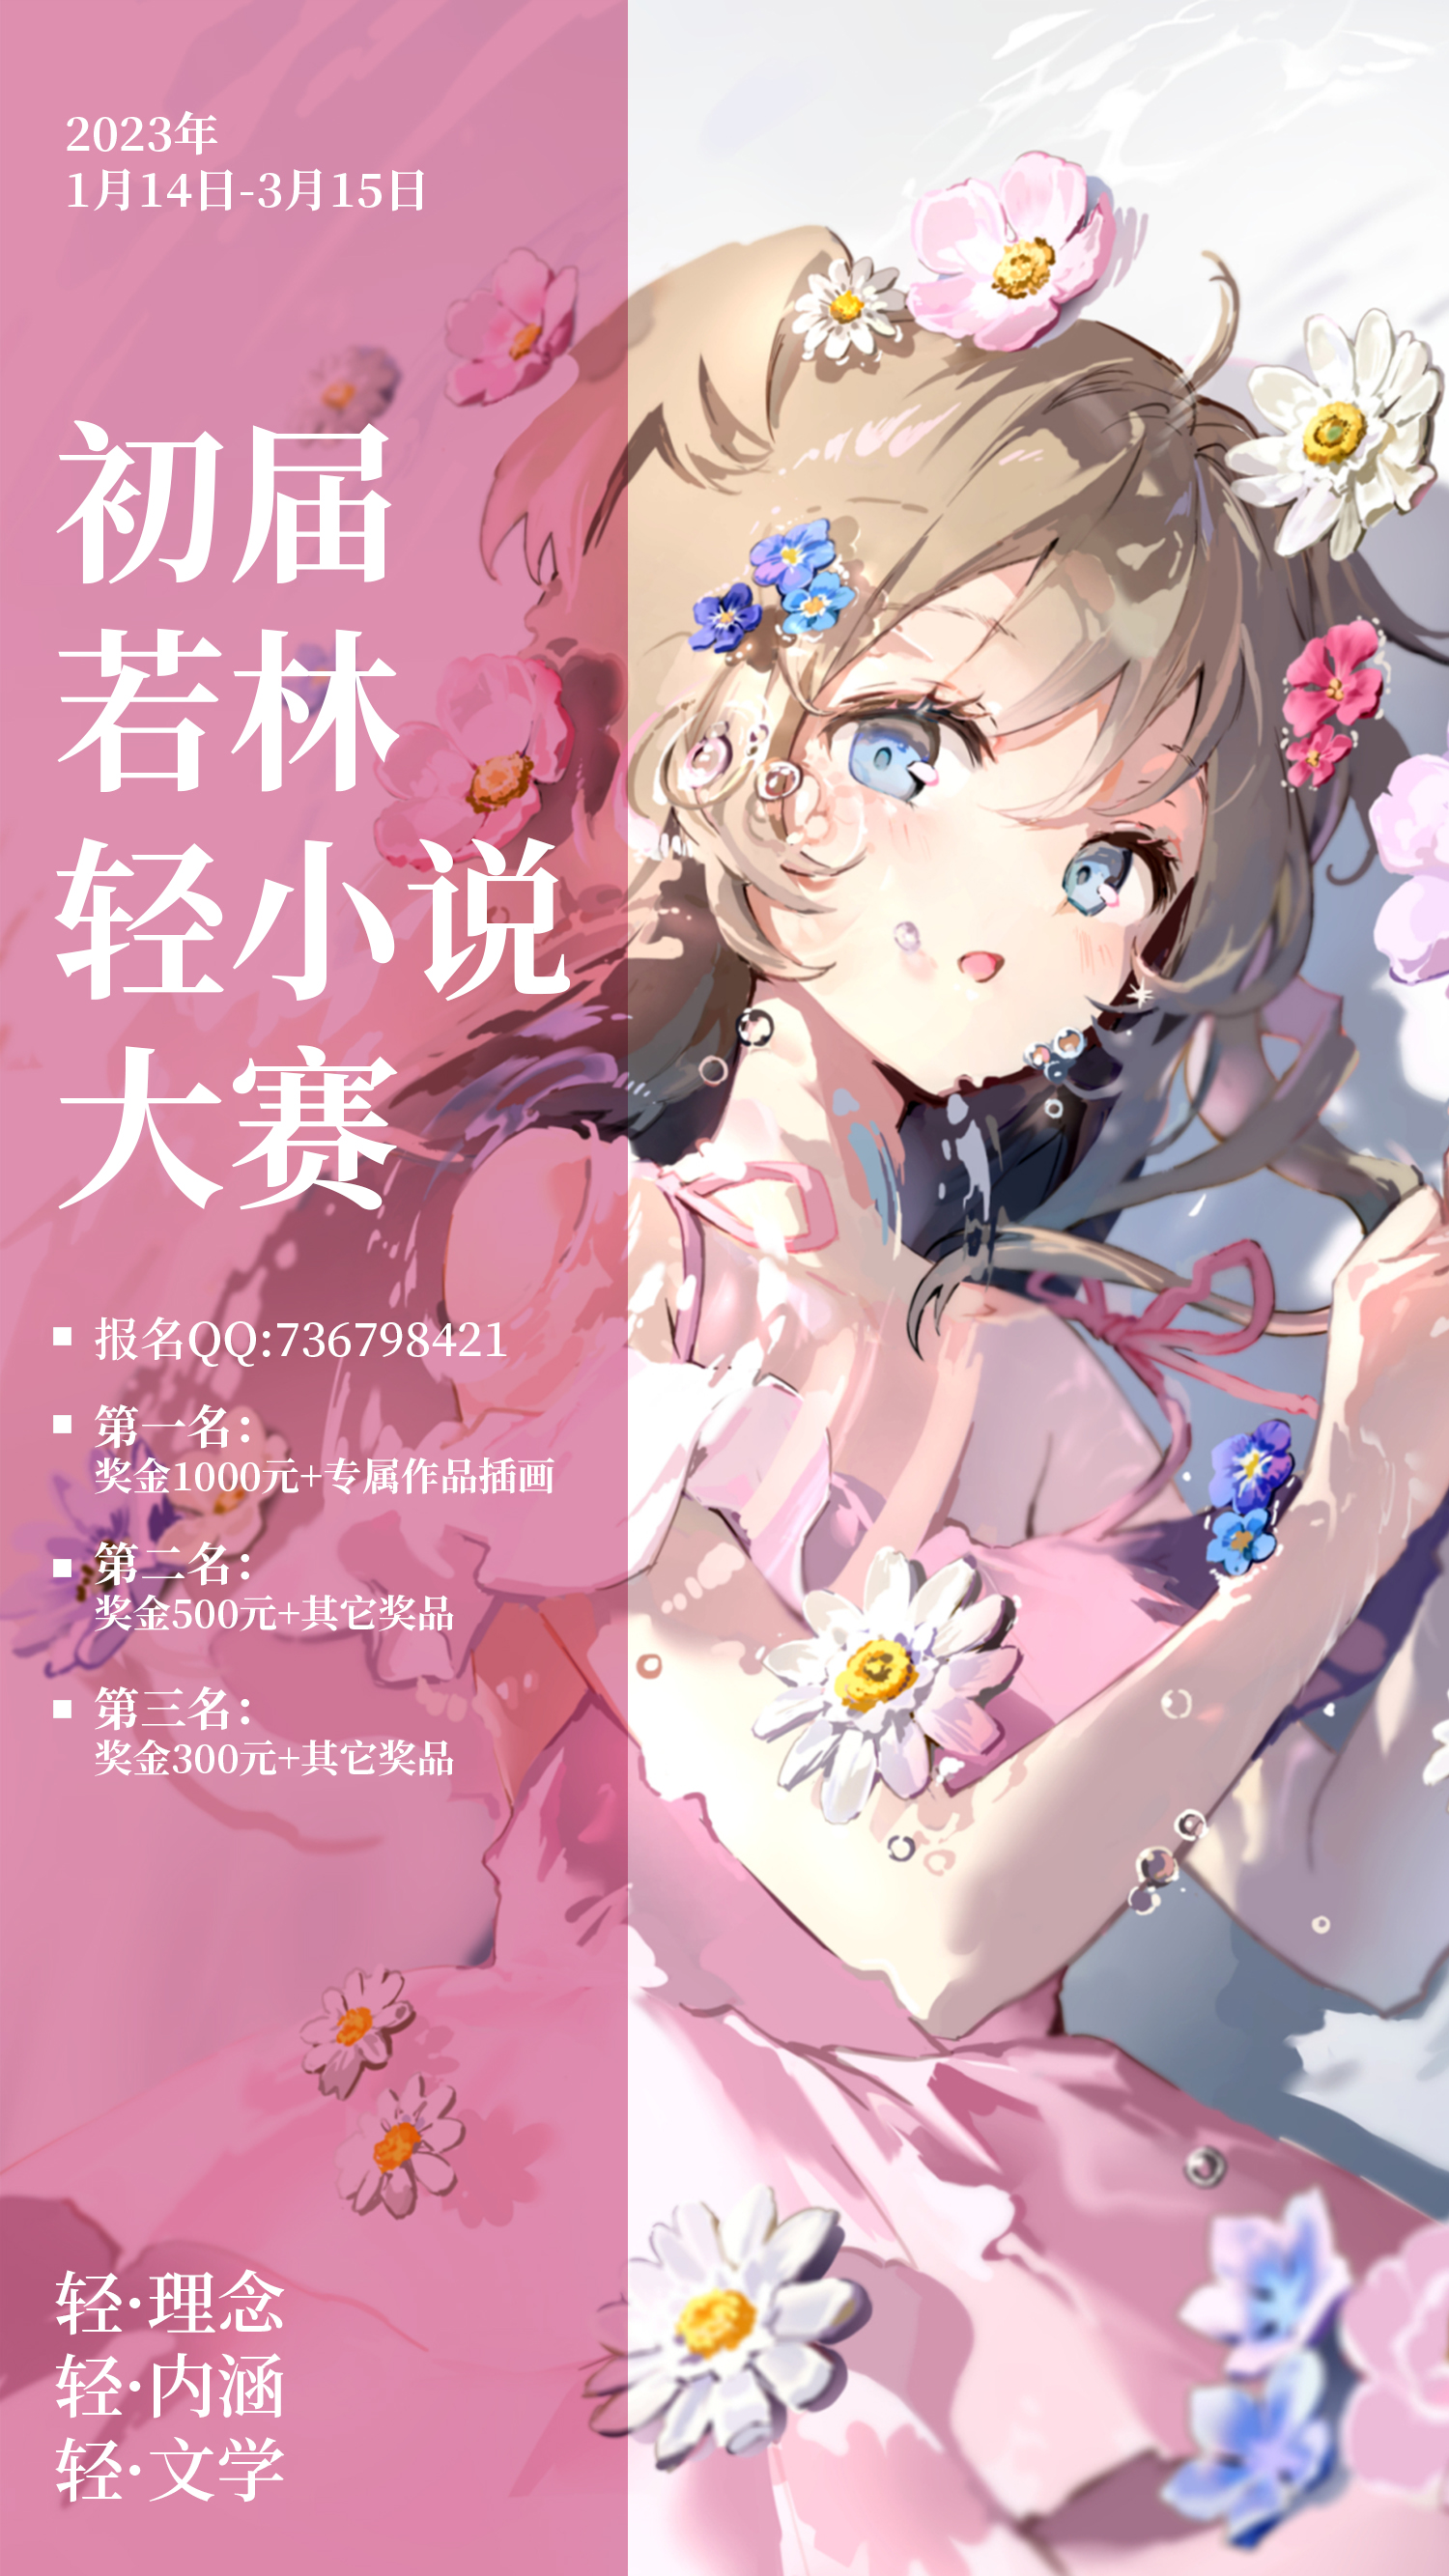 2023年
1月14日-3月15日
初届
若林
轻小说
大赛
报名QQ:736798421
第一名：
奖金1000元+专属作品插画
第二名：
奖金500元+其它奖品
第三名：
奖金300元+其它奖品
轻·理念
轻·内涵
轻·文学